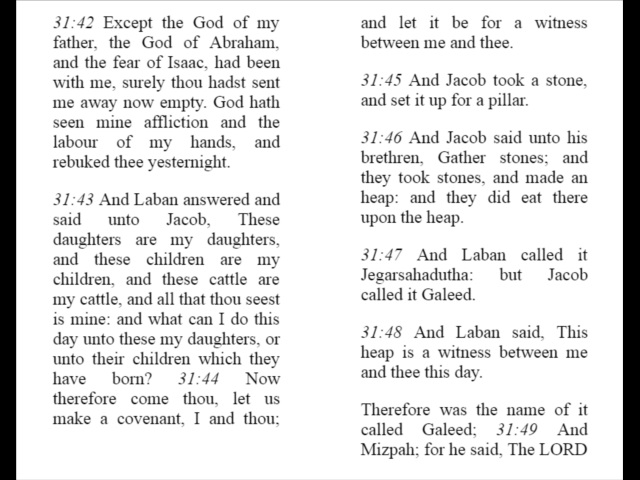 31:42 Except the God of my
father, the God of Abraham,
and the fear of Isaac, had been
with me, surely thou hadst sent
me away now empty. God hath
seen mine affliction and the
labour of my hands, and
rebuked thee yesternight.
31:43 And Laban answered and
said unto Jacob, These
daughters are my daughters,
and these children are my
children, and these cattle are
my cattle, and all that thou seest
is mine: and what can I do this
day unto these my daughters, or
unto their children which they
have born? 31:44 Now
therefore come thou, let us
make a covenant, I and thou;
and let it be for a witness
between me and thee.
31:45 And Jacob took a stone,
and set it up for a pillar.
31:46 And Jacob said unto his
brethren, Gather stones; and
they took stones, and made an
heap: and they did eat there
upon the heap.
31:47 And Laban called it
Jegarsahadutha: but Jacob
called it Galeed.
31:48 And Laban said, This
heap is a witness between me
and thee this day.
Therefore was the name of it
called Galeed; 31:49 And
Mizpah; for he said, The LORD